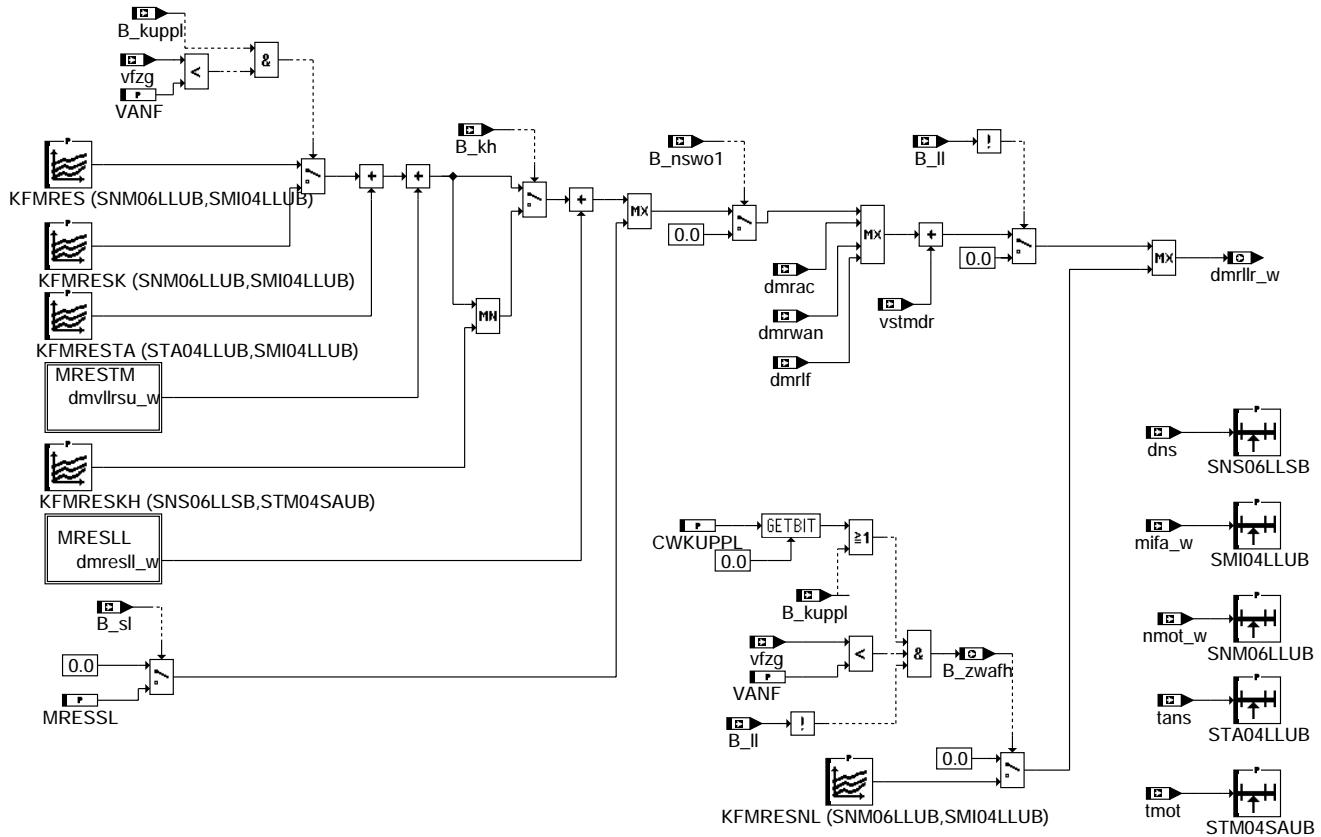 B_kuppl
&
vfzg
<
VANF
P
KFMRES (SNM06LLUB,SMI04LLUB)
P
KFMRESK (SNM06LLUB,SMI04LLUB)
P
KFMRESTA (STA04LLUB,SMI04LLUB)
P
MRESTM
dmvllrsu_w
KFMRESKH (SNS06LLSB,STM04SAUB)
P
MRESLL
dmresll_w
B_sl
0.0
P
MRESSL
+
+
B_kh
MN
+
MX
B_nswo1
0.0
MX
dmrac
dmrwan
dmrlf
+
vstmdr
B_ll
!
0.0
MX
dmrllr_w
P
CWKUPPL
GETBIT
0.0
≥1
B_kuppl
vfzg
<
P
VANF
&
B_zwafh
B_ll
!
0.0
P
KFMRESNL (SNM06LLUB,SMI04LLUB)
P
dns
SNS06LLSB
P
mifa_w
SMI04LLUB
P
nmot_w
SNM06LLUB
P
tans
STA04LLUB
P
tmot
STM04SAUB